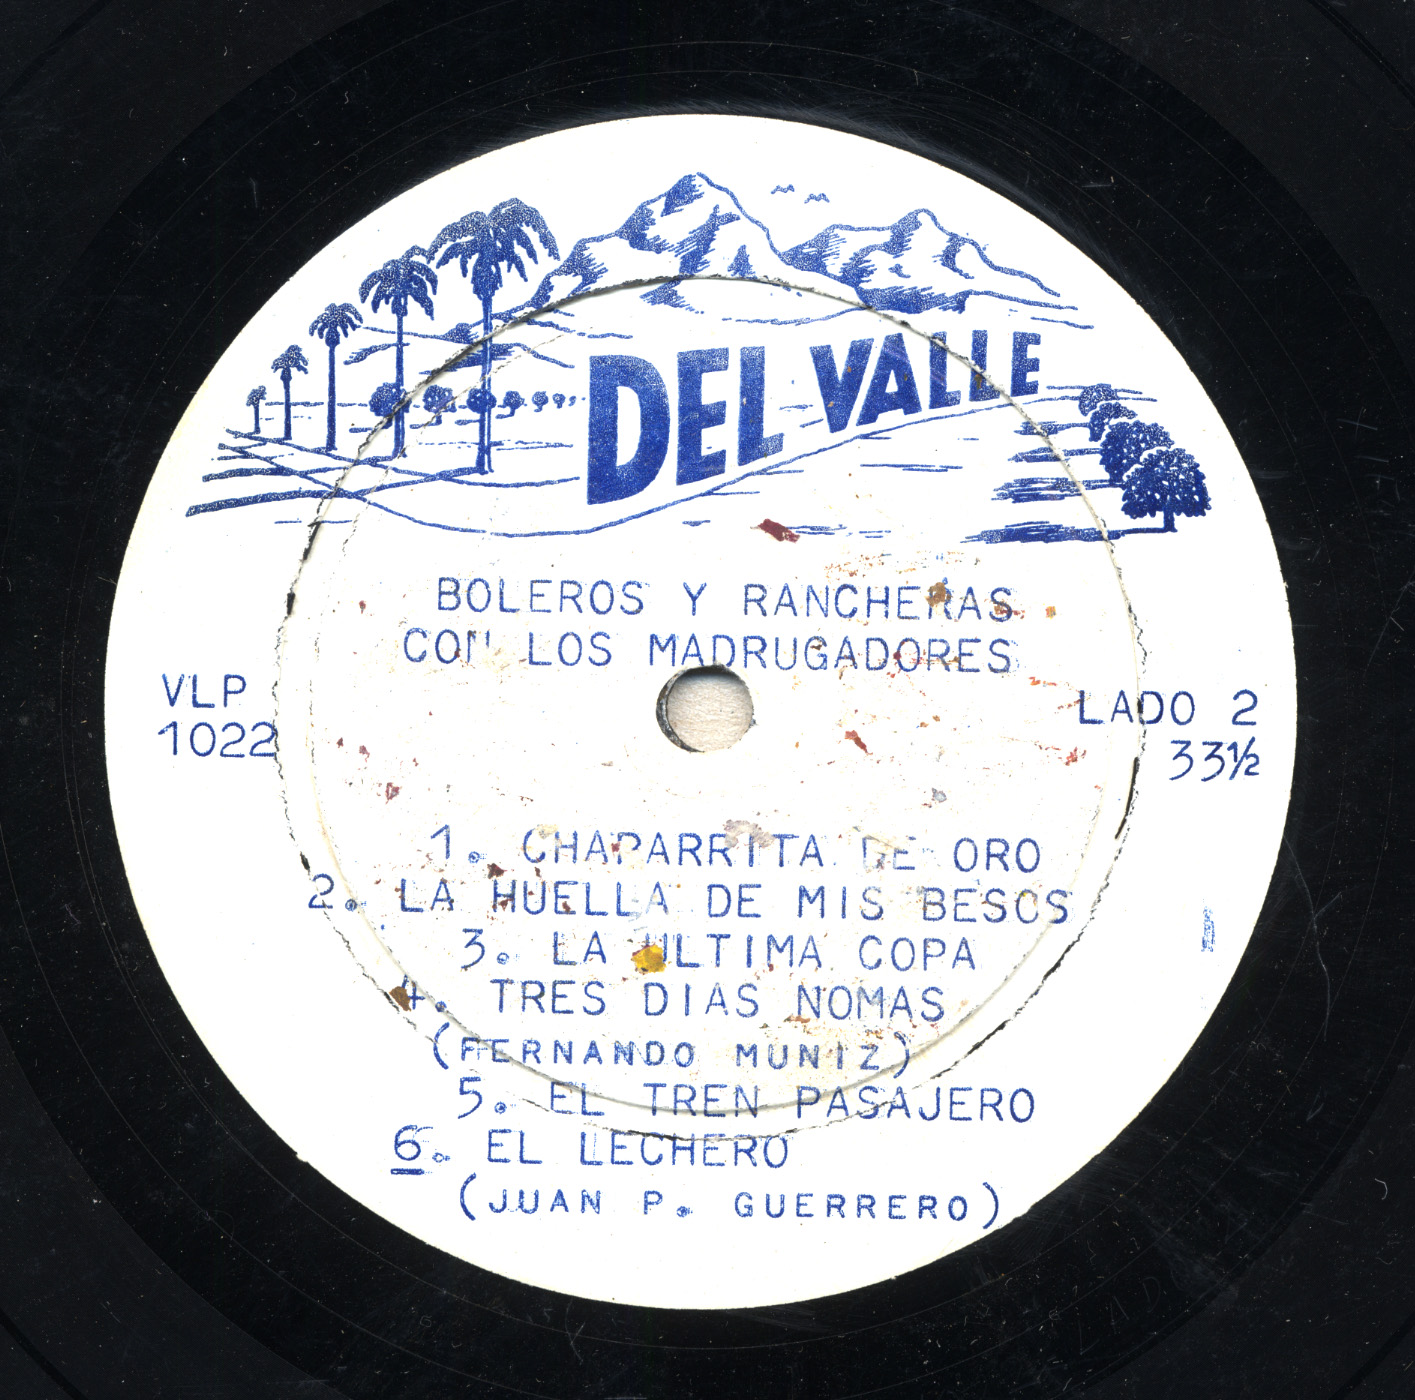 DEL VALLE
BOLEROS Y RANCHERAS
CON LOS MADRUGADORES
VLP
1022
LADO 2
33½
1. CHAPARRITA DE ORO
2. LA HUELLA DE MIS BESOS
3. LA ULTIMA COPA
4. TRES DIAS NOMAS
(FERNANDO MUNIZ)
5. EL TREN PASAJERO
6. EL LECHERO
(JUAN P. GUERRERO)